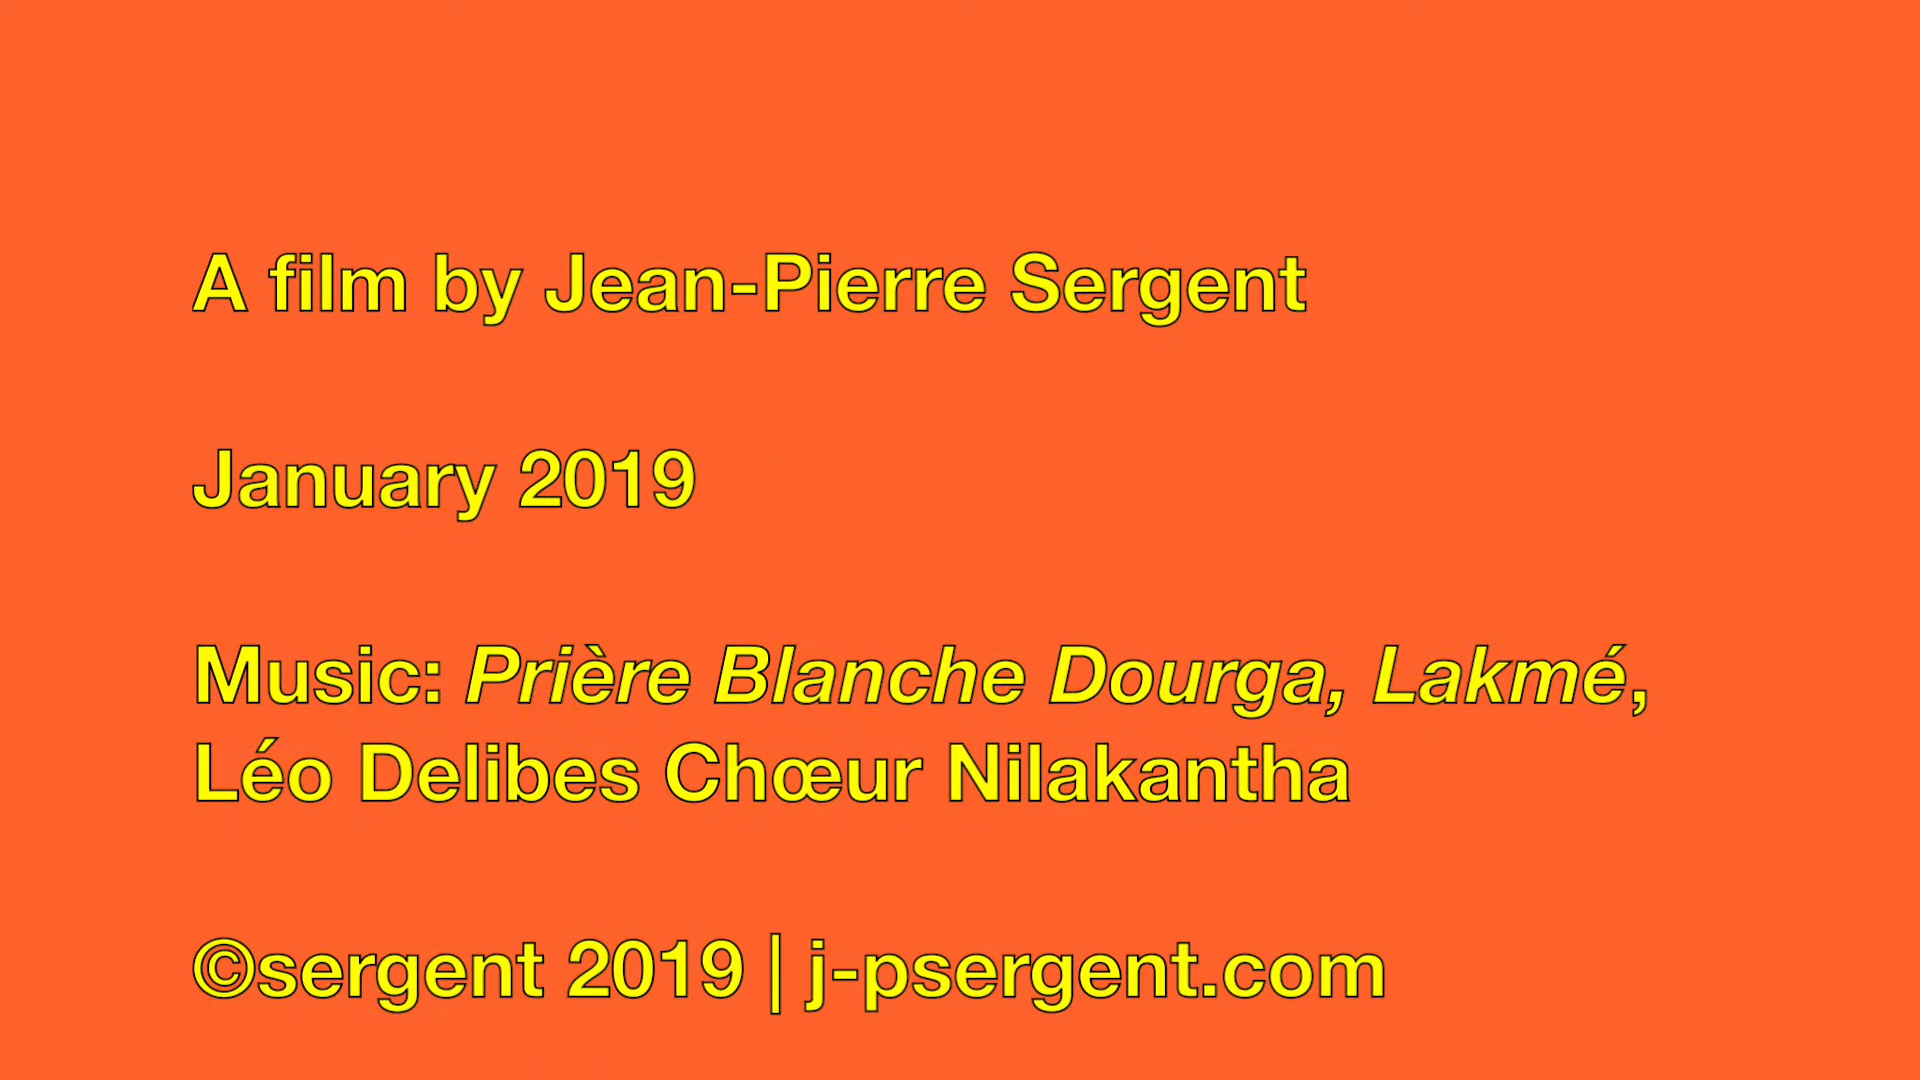 A film by Jean-Pierre Sergent
January 2019
Music: Prière Blanche Dourga, Lakmé,
Léo Delibes Chœur Nilakantha
©sergent 2019 | j-psergent.com